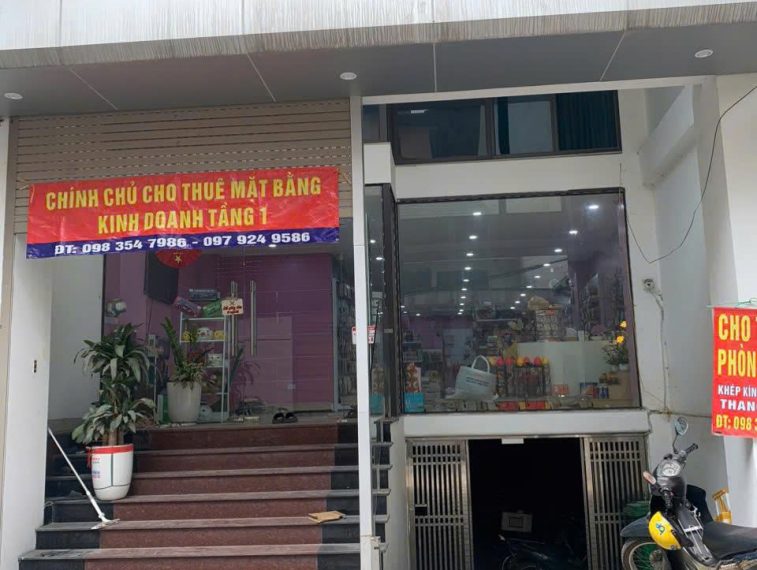 CHÍNH CHỦ CHO THUÊ MẶT BẰNG
KINH DOANH TẦNG 1
ĐT: 098 354 7986 - 097 924 9586
CHO
PHÒN
KHÉP KÍN
THAN
ĐT: 098 3